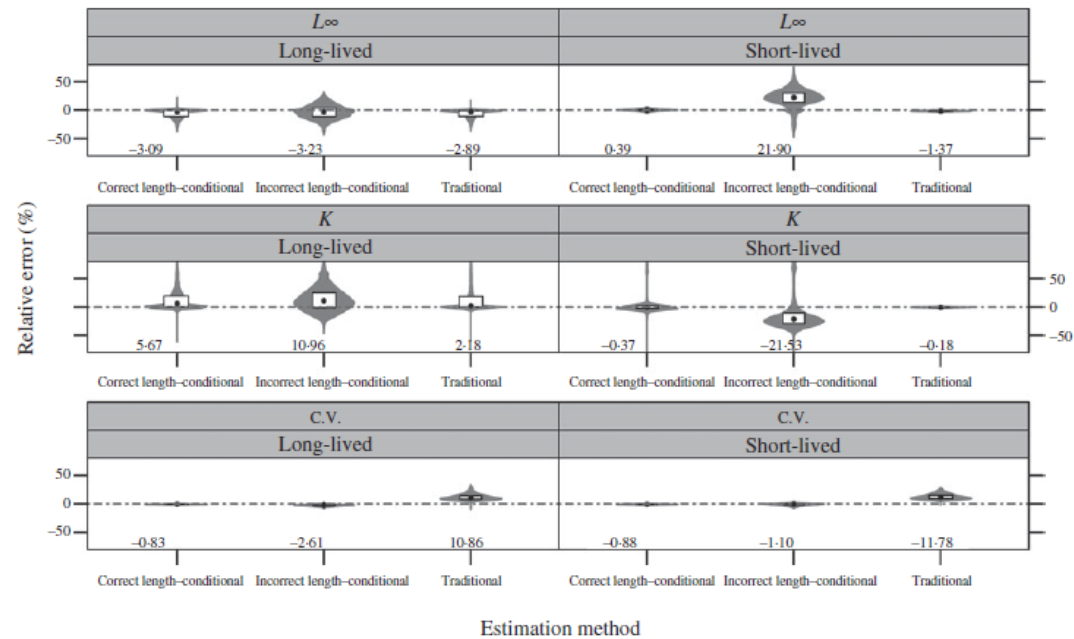 L∞ L∞
Long-lived Short-lived
50
0
–50
–3·09 –3·23 –2·89 0·39 21·90 –1·37
Correct length–conditional Incorrect length–conditional Traditional Correct length–conditional Incorrect length–conditional Traditional
Relative error (%)
K K
Long-lived Short-lived
50
0
–50
5·67 10·96 2·18 –0·37 –21·53 –0·18
Correct length–conditional Incorrect length–conditional Traditional Correct length–conditional Incorrect length–conditional Traditional
C.V. C.V.
Long-lived Short-lived
50
0
–50
–0·83 –2·61 10·86 –0·88 –1·10 –11·78
Correct length–conditional Incorrect length–conditional Traditional Correct length–conditional Incorrect length–conditional Traditional
Estimation method